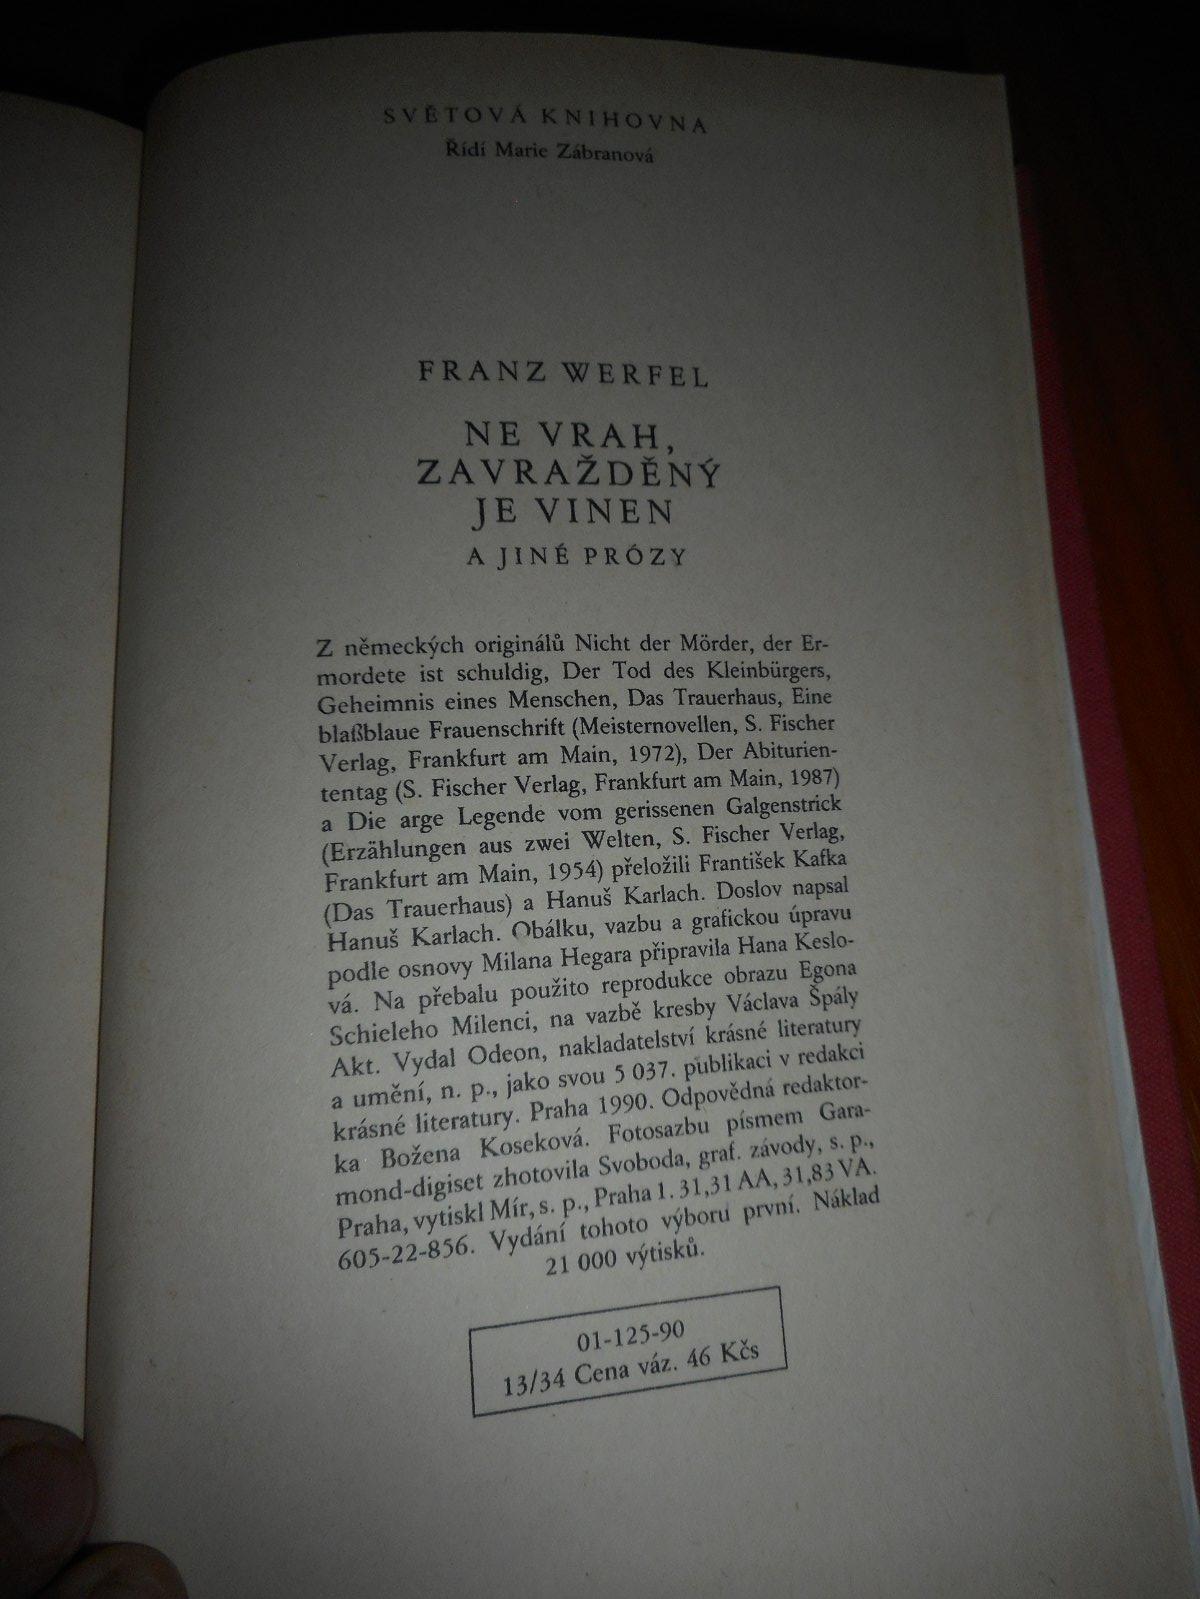 SVĚTOVÁ KNIHOVNA
Řídí Marie Zábranová
FRANZ WERFEL
NE VRAH,
ZAVRAŽDĚNÝ
JE VINEN
A JINÉ PRÓZY
Z německých originálů Nicht der Mörder, der Er-
mordete ist schuldig, Der Tod des Kleinbürgers,
Geheimnis eines Menschen, Das Trauerhaus, Eine
blaßblaue Frauenschrift (Meisternovellen, S. Fischer
Verlag, Frankfurt am Main, 1972), Der Abiturien-
tentag (S. Fischer Verlag, Frankfurt am Main, 1987)
a Die arge Legende vom gerissenen Galgenstrick
(Erzählungen aus zwei Welten, S. Fischer Verlag,
Frankfurt am Main, 1954) přeložili František Kafka
(Das Trauerhaus) a Hanuš Karlach. Doslov napsal
Hanuš Karlach. Obálku, vazbu a grafickou úpravu
podle osnovy Milana Hegara připravila Hana Keslo-
vá. Na přebalu použito reprodukce obrazu Egona
Schieleho Milenci, na vazbě kresby Václava Špály
Akt. Vydal Odeon, nakladatelství krásné literatury
a umění, n. p., jako svou 5 037. publikaci v redakci
krásné literatury. Praha 1990. Odpovědná redaktor-
ka Božena Koseková. Fotosazbu písmem Gara-
mond-digiset zhotovila Svoboda, graf. závody, s. p.,
Praha, vytiskl Mír, s. p., Praha 1. 31,31 AA, 31,83 VA.
605-22-856. Vydání tohoto výboru první. Náklad
21 000 výtisků.
01-125-90
13/34 Cena váz. 46 Kčs